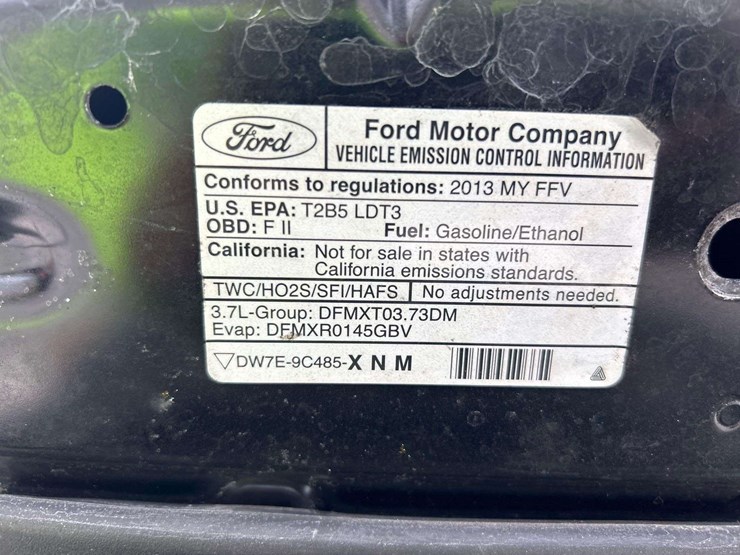 Ford
Ford Motor Company
VEHICLE EMISSION CONTROL INFORMATION
Conforms to regulations: 2013 MY FFV
U.S. EPA: T2B5 LDT3
OBD: F II Fuel: Gasoline/Ethanol
California: Not for sale in states with
California emissions standards.
TWC/HO2S/SFI/HAFS No adjustments needed.
3.7L-Group: DFMXT03.73DM
Evap: DFMXR0145GBV
DW7E-9C485-X N M